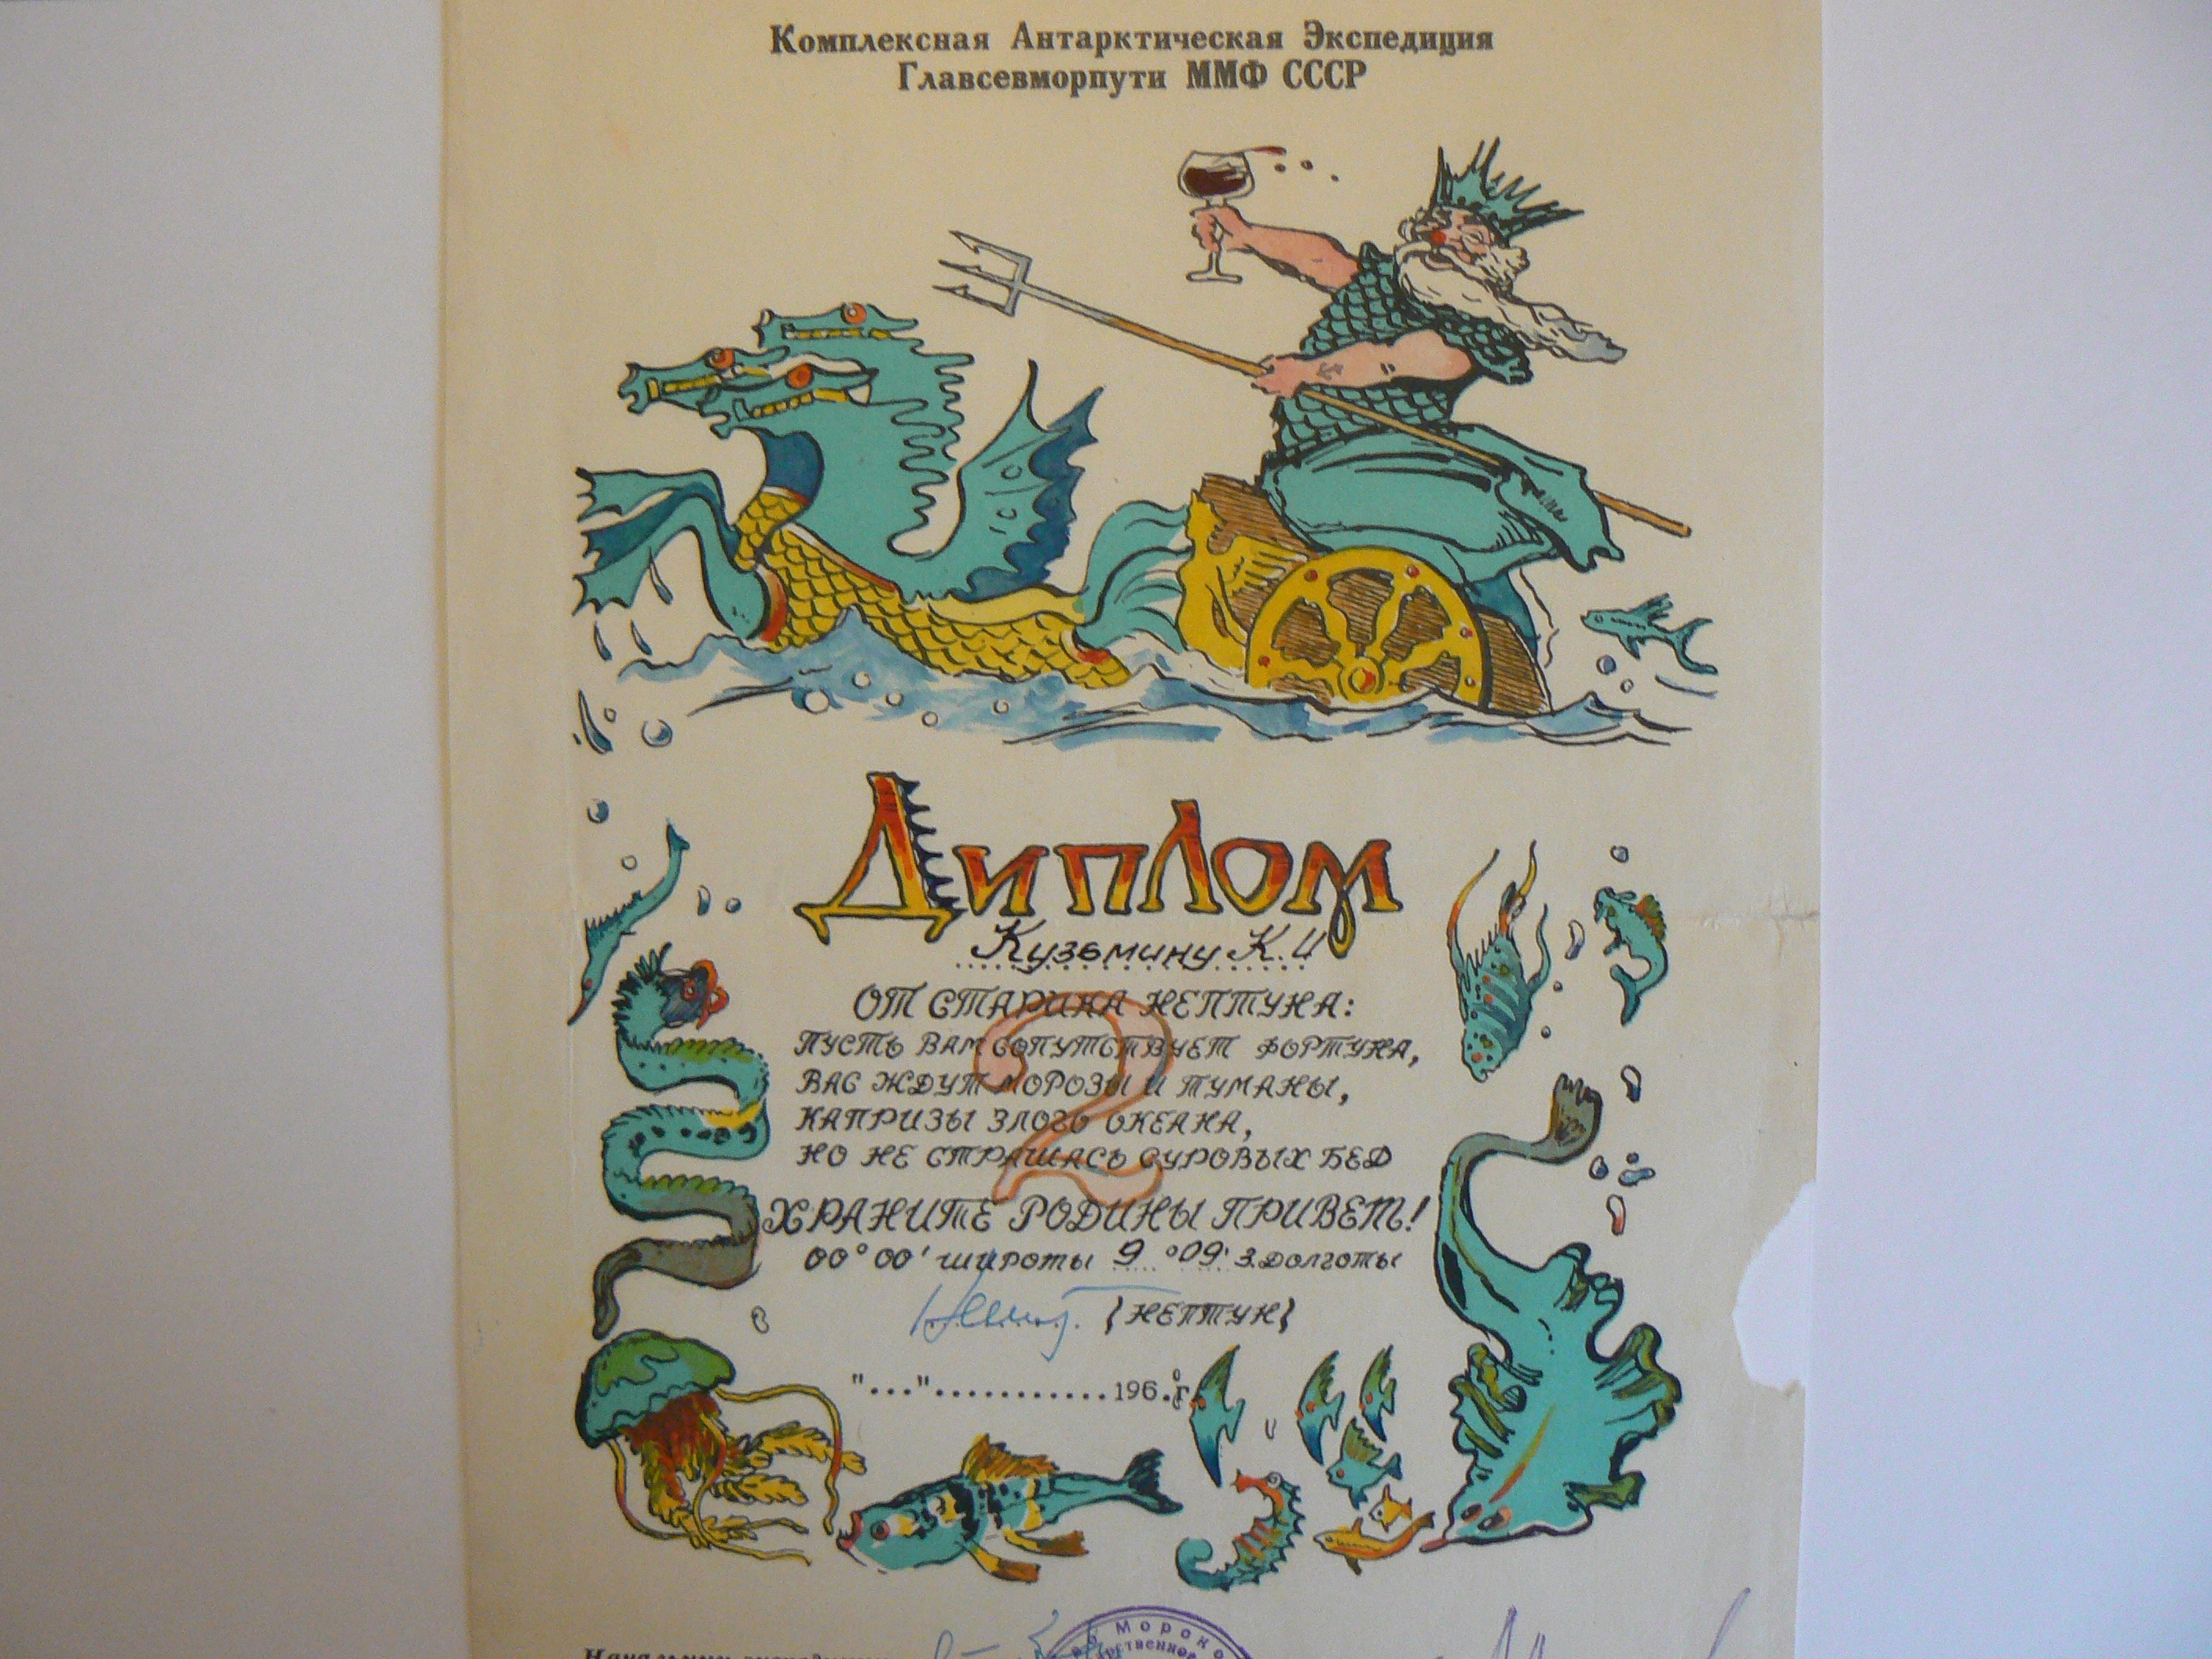 Комплексная Антарктическая Экспедиция
Главсевморпути ММФ СССР
Диплом
Кузьмину К. И
ОТ СТАРИКА НЕПТУНА:
ПУСТЬ ВАМ СОПУТСТВУЕТ ФОРТУНА,
ВАС ЖДУТ МОРОЗЫ И ТУМАНЫ,
КАПРИЗЫ ЗЛОГО ОКЕАНА,
НО НЕ СТРАШАСЬ СУРОВЫХ БЕД
ХРАНИТЕ РОДИНЫ ПРИВЕТ!
2
00°00' широты 9°09' З. долготы
(НЕПТУН)
"..."............196.г.